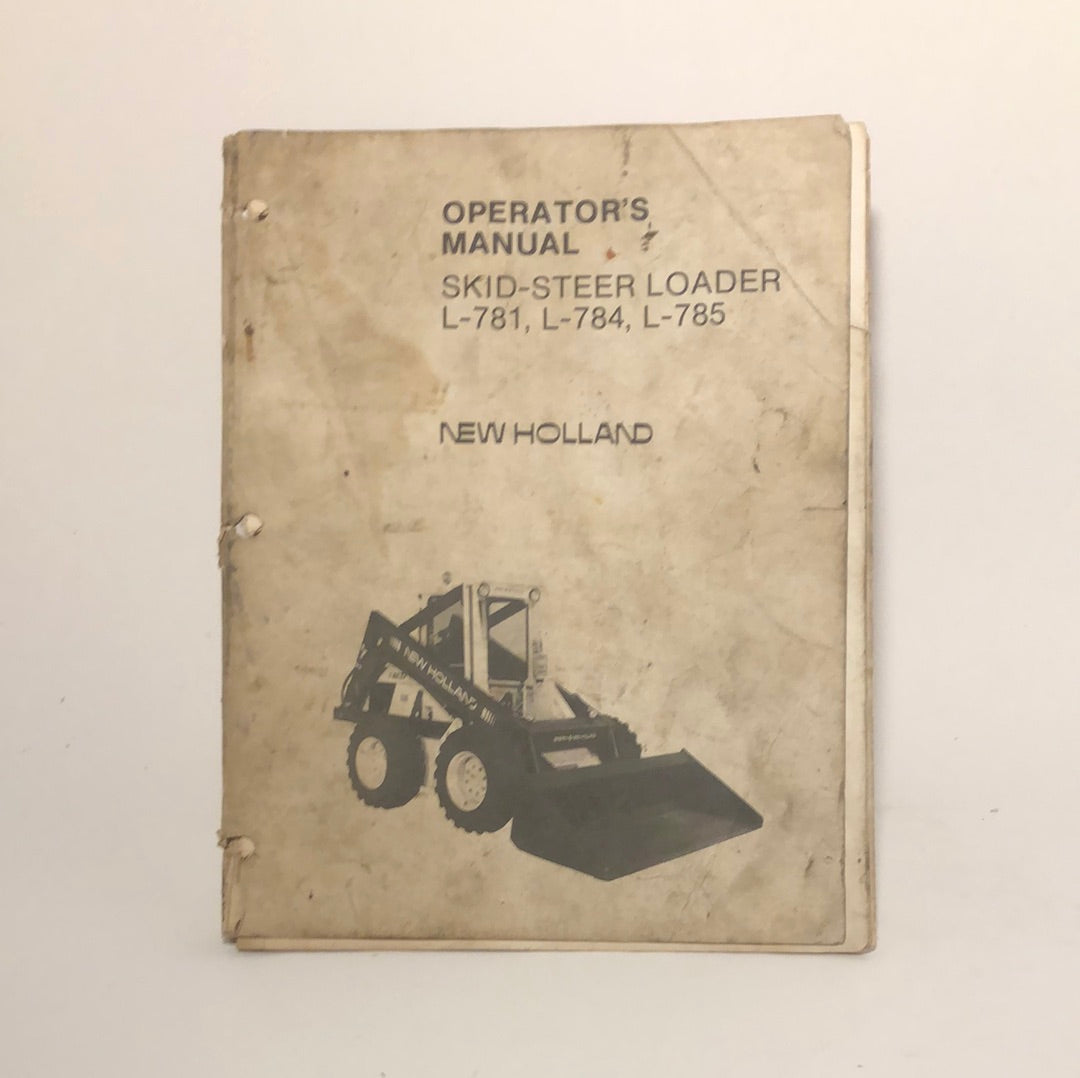 OPERATOR'S
MANUAL
SKID-STEER LOADER
L-781, L-784, L-785
NEW HOLLAND
NEW HOLLAND